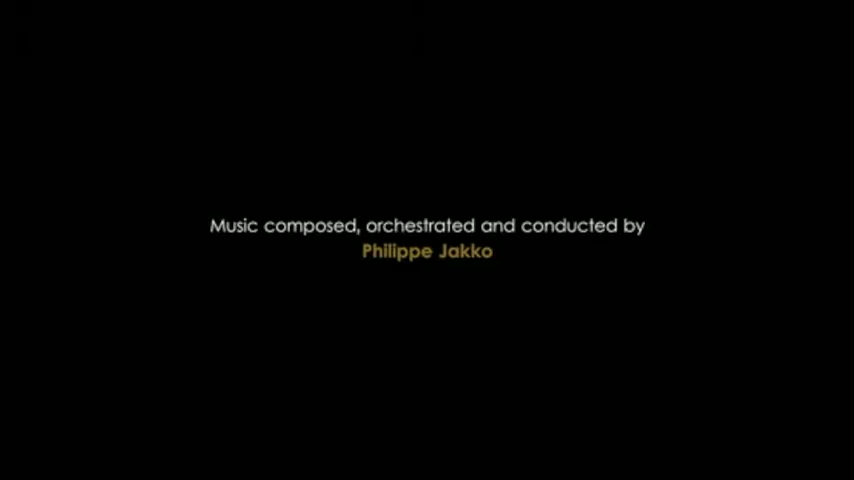 Music composed, orchestrated and conducted by
Philippe Jakko